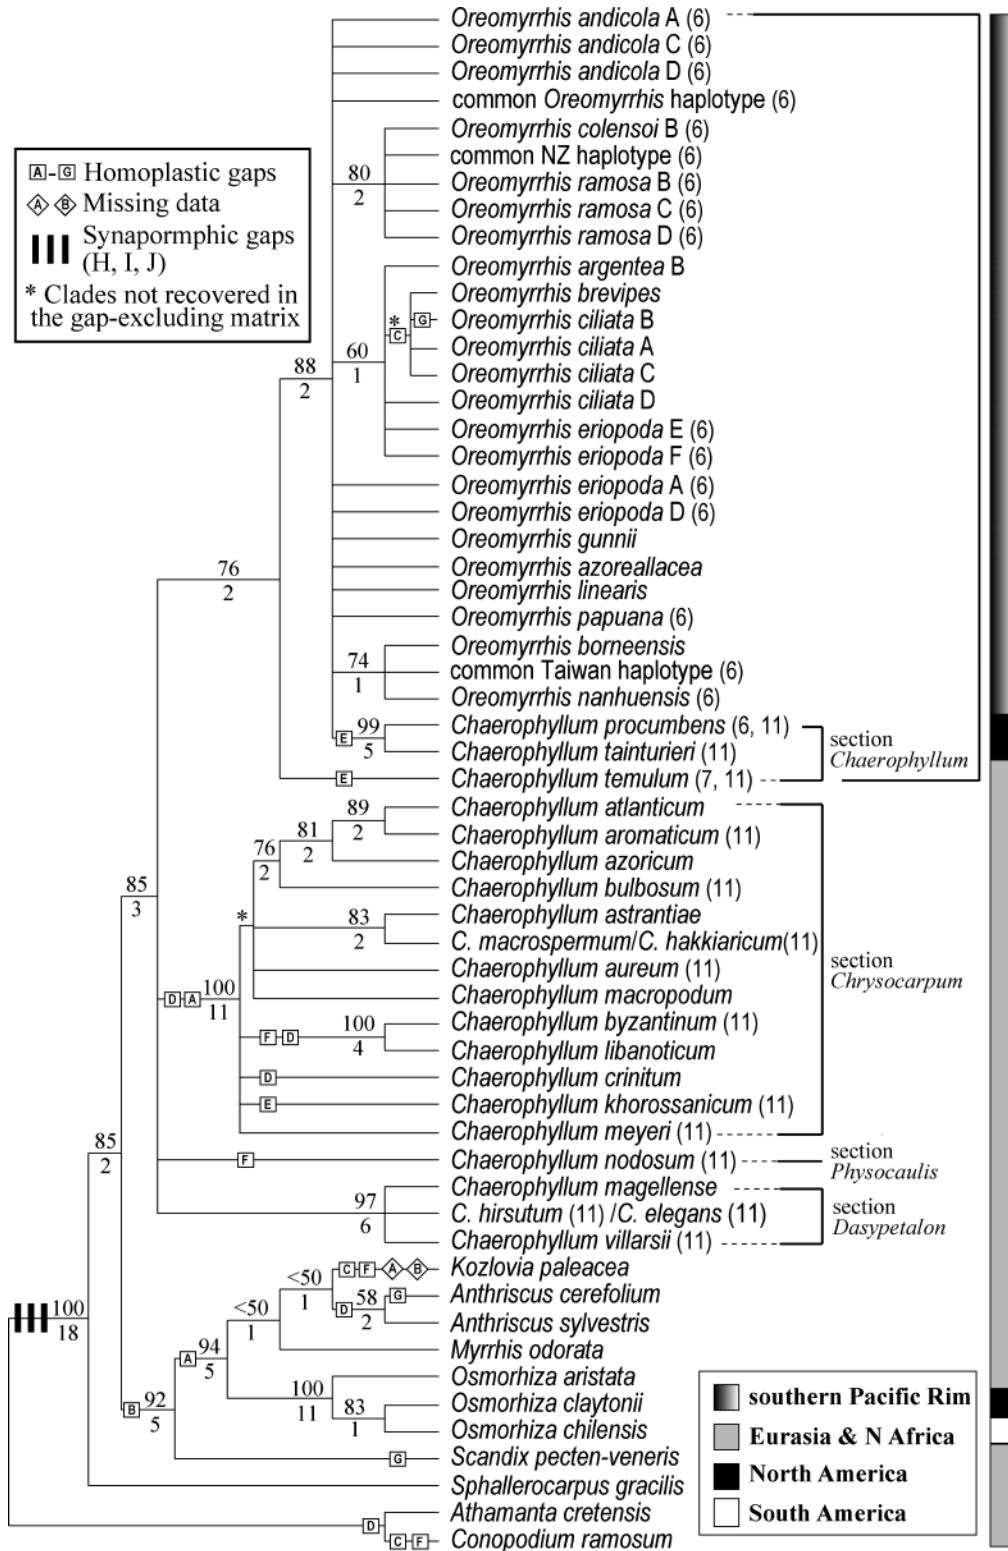 Oreomyrrhis andicola A (6)
Oreomyrrhis andicola C (6)
Oreomyrrhis andicola D (6)
common Oreomyrrhis haplotype (6)
Oreomyrrhis colensoi B (6)
common NZ haplotype (6)
Oreomyrrhis ramosa B (6)
Oreomyrrhis ramosa C (6)
Oreomyrrhis ramosa D (6)
Oreomyrrhis argentea B
Oreomyrrhis brevipes
Oreomyrrhis ciliata B
Oreomyrrhis ciliata A
Oreomyrrhis ciliata C
Oreomyrrhis ciliata D
Oreomyrrhis eriopoda E (6)
Oreomyrrhis eriopoda F (6)
Oreomyrrhis eriopoda A (6)
Oreomyrrhis eriopoda D (6)
Oreomyrrhis gunnii
Oreomyrrhis azoreallacea
Oreomyrrhis linearis
Oreomyrrhis papuana (6)
Oreomyrrhis borneensis
common Taiwan haplotype (6)
Oreomyrrhis nanhuensis (6)
Chaerophyllum procumbens (6, 11)
Chaerophyllum tainturieri (11)
Chaerophyllum temulum (7, 11)
Chaerophyllum atlanticum
Chaerophyllum aromaticum (11)
Chaerophyllum azoricum
Chaerophyllum bulbosum (11)
Chaerophyllum astrantiae
C. macrospermum/C. hakkiaricum(11)
Chaerophyllum aureum (11)
Chaerophyllum macropodum
Chaerophyllum byzantinum (11)
Chaerophyllum libanoticum
Chaerophyllum crinitum
Chaerophyllum khorossanicum (11)
Chaerophyllum meyeri (11)
Chaerophyllum nodosum (11)
Chaerophyllum magellense
C. hirsutum (11) /C. elegans (11)
Chaerophyllum villarsii (11)
Kozlovia paleacea
Anthriscus cerefolium
Anthriscus sylvestris
Myrrhis odorata
Osmorhiza aristata
Osmorhiza claytonii
Osmorhiza chilensis
Scandix pecten-veneris
Sphallerocarpus gracilis
Athamanta cretensis
Conopodium ramosum
A - G Homoplastic gaps
A B Missing data
Synapormphic gaps
(H, I, J)
* Clades not recovered in
the gap-excluding matrix
80
2
* C
G
60
1
88
2
76
2
74
1
E 99
5
E
89
2
81
2
76
2
*
83
2
85
3
D A 100
11
F D 100
4
D
E
F
85
2
97
6
<50
1
C F A B
D 58
2
G
<50
1
A 94
5
100
11
83
1
B 92
5
G
100
18
D
C F
section
Chaerophyllum
section
Chrysocarpum
section
Physocaulis
section
Dasypetalon
southern Pacific Rim
Eurasia & N Africa
North America
South America